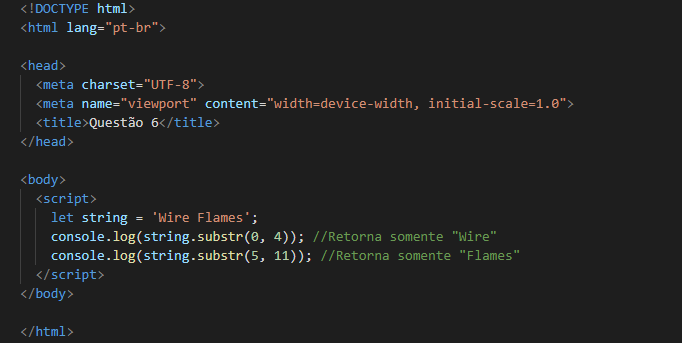 <!DOCTYPE html>
<html lang="pt-br">
<head>
<meta charset="UTF-8">
<meta name="viewport" content="width=device-width, initial-scale=1.0">
<title>Questão 6</title>
</head>
<body>
<script>
let string = 'Wire Flames';
console.log(string.substr(0, 4)); //Retorna somente "Wire"
console.log(string.substr(5, 11)); //Retorna somente "Flames"
</script>
</body>
</html>